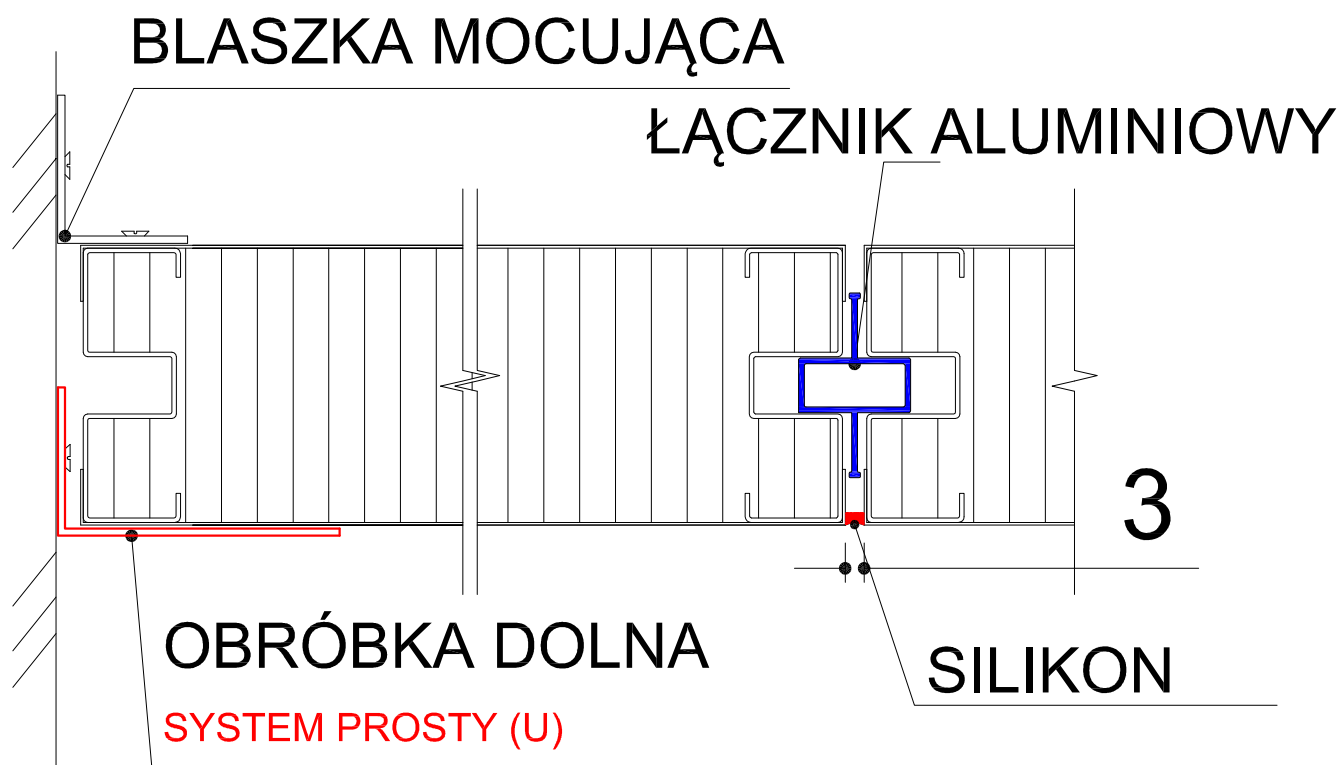 BLASZKA MOCUJĄCA
ŁĄCZNIK ALUMINIOWY
3
OBRÓBKA DOLNA
SILIKON
SYSTEM PROSTY (U)